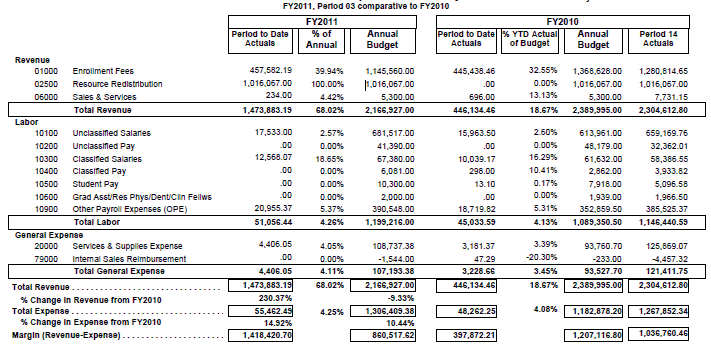 FY2011, Period 03 comparative to FY2010
FY2011 FY2010
Period to Date Actuals % of Annual Annual Budget Period to Date Actuals % YTD Actual of Budget Annual Budget Period 14 Actuals
Revenue
01000 Enrollment Fees 457,582.19 39.94% 1,145,560.00 445,438.46 32.55% 1,368,628.00 1,280,814.65
02500 Resource Redistribution 1,016,067.00 100.00% 1,016,067.00 .00 0.00% 1,016,067.00 1,016,067.00
06000 Sales & Services 234.00 4.42% 5,300.00 696.00 13.13% 5,300.00 7,731.15
Total Revenue 1,473,883.19 68.02% 2,166,927.00 446,134.46 18.67% 2,389,995.00 2,304,612.80
Labor
10100 Unclassified Salaries 17,533.00 2.57% 681,517.00 15,963.50 2.60% 613,961.00 659,169.76
10200 Unclassified Pay .00 0.00% 41,390.00 .00 0.00% 48,179.00 32,362.01
10300 Classified Salaries 12,568.07 18.65% 67,380.00 10,039.17 16.29% 61,632.00 58,386.55
10400 Classified Pay .00 0.00% 6,081.00 298.00 10.41% 2,862.00 3,933.82
10500 Student Pay .00 0.00% 10,300.00 13.10 0.17% 7,918.00 5,096.58
10600 Grad Asst/Res Phys/Dent/Clin Fellws .00 0.00% 2,000.00 .00 0.00% 1,939.00 1,966.50
10900 Other Payroll Expenses (OPE) 20,955.37 5.37% 390,548.00 18,719.82 5.31% 352,859.50 385,525.37
Total Labor 51,056.44 4.26% 1,199,216.00 45,033.59 4.13% 1,089,350.50 1,146,440.59
General Expense
20000 Services & Supplies Expense 4,406.05 4.05% 108,737.38 3,181.37 3.39% 93,760.70 125,869.07
79000 Internal Sales Reimbursement .00 0.00% -1,544.00 47.29 -20.30% -233.00 -4,457.32
Total General Expense 4,406.05 4.11% 107,193.38 3,228.66 3.45% 93,527.70 121,411.75
Total Revenue 1,473,883.19 68.02% 2,166,927.00 446,134.46 18.67% 2,389,995.00 2,304,612.80
% Change in Revenue from FY2010 230.37% -9.33%
Total Expense 55,462.49 4.25% 1,306,409.38 48,262.25 4.08% 1,182,878.20 1,267,852.34
% Change in Expense from FY2010 14.92% 10.44%
Margin (Revenue-Expense) 1,418,420.70 860,517.62 397,872.21 1,207,116.80 1,036,760.46